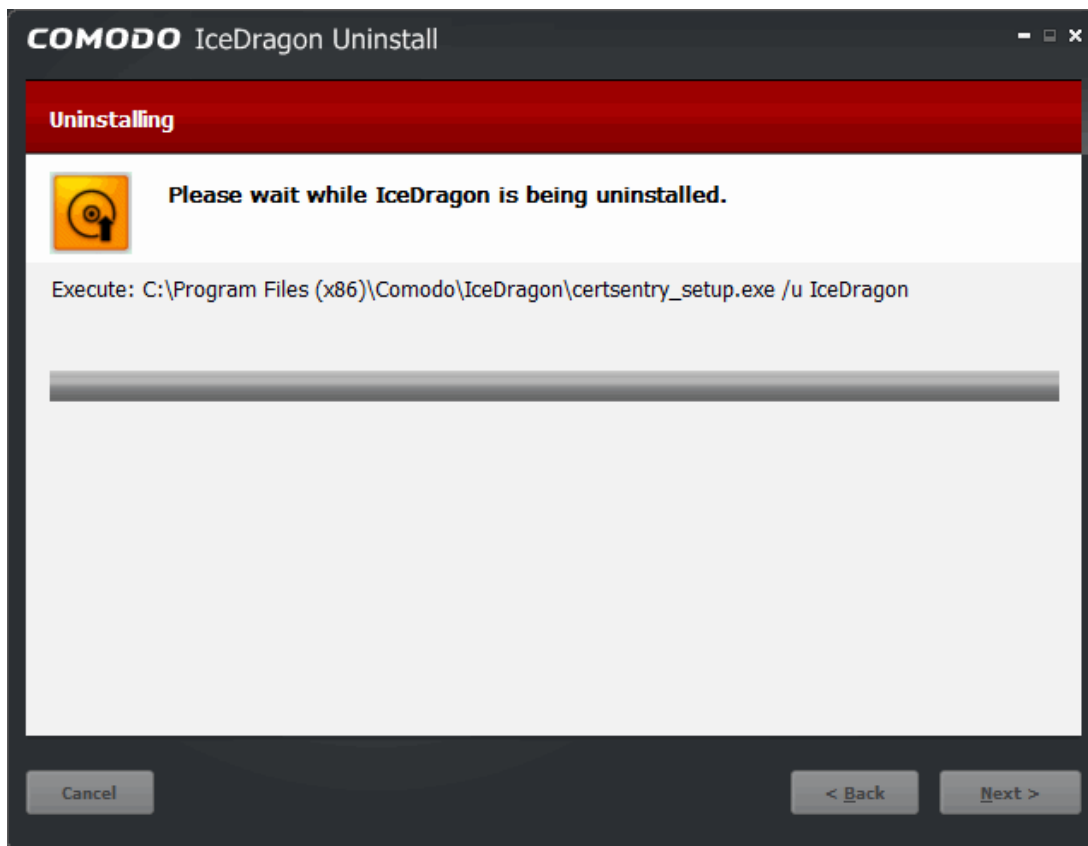 COMODO IceDragon Uninstall
Uninstalling
Please wait while IceDragon is being uninstalled.
Execute: C:\Program Files (x86)\Comodo\IceDragon\certsentry_setup.exe /u IceDragon
Cancel
< Back
Next >